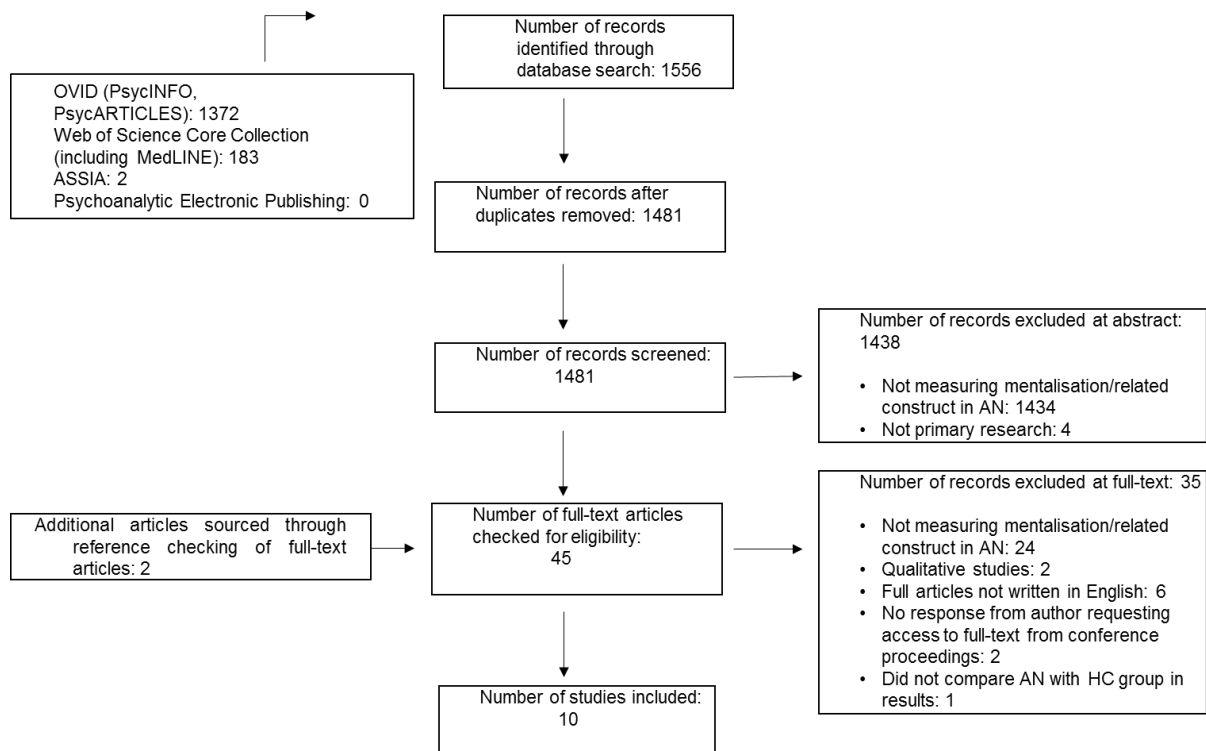 Number of records
identified through
database search: 1556
OVID (PsycINFO,
PsycARTICLES): 1372
Web of Science Core Collection
(including MedLINE): 183
ASSIA: 2
Psychoanalytic Electronic Publishing: 0
Number of records after
duplicates removed: 1481
Number of records screened:
1481
Number of records excluded at abstract:
1438
• Not measuring mentalisation/related
construct in AN: 1434
• Not primary research: 4
Additional articles sourced through
reference checking of full-text
articles: 2
Number of full-text articles
checked for eligibility:
45
Number of records excluded at full-text: 35
• Not measuring mentalisation/related
construct in AN: 24
• Qualitative studies: 2
• Full articles not written in English: 6
• No response from author requesting
access to full-text from conference
proceedings: 2
• Did not compare AN with HC group in
results: 1
Number of studies included:
10